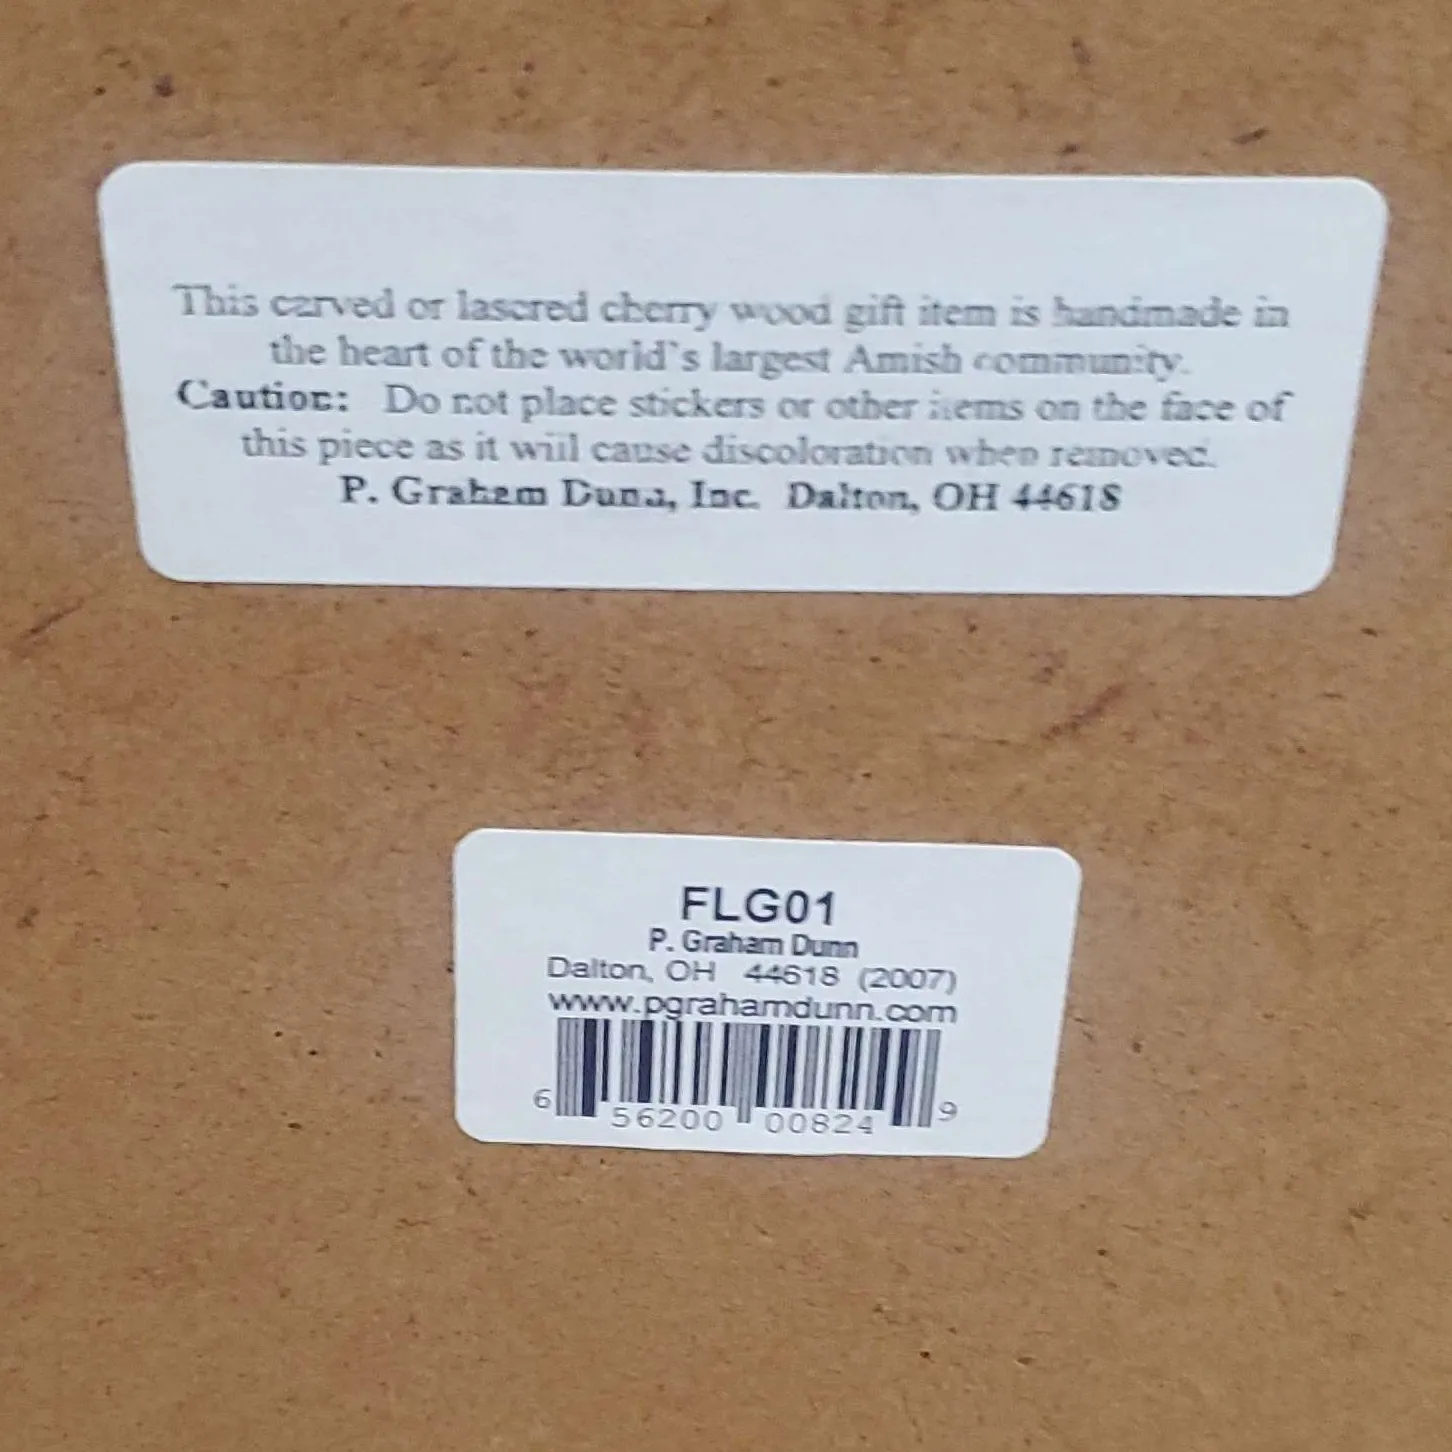 This carved or lasered cherry wood gift item is handmade in
the heart of the world's largest Amish community.
Caution: Do not place stickers or other items on the face of
this piece as it will cause discoloration when removed.
P. Graham Dunn, Inc. Dalton, OH 44618
FLG01
P. Graham Dunn
Dalton, OH 44618 (2007)
www.pgrahamdunn.com
6 56200 00824 9